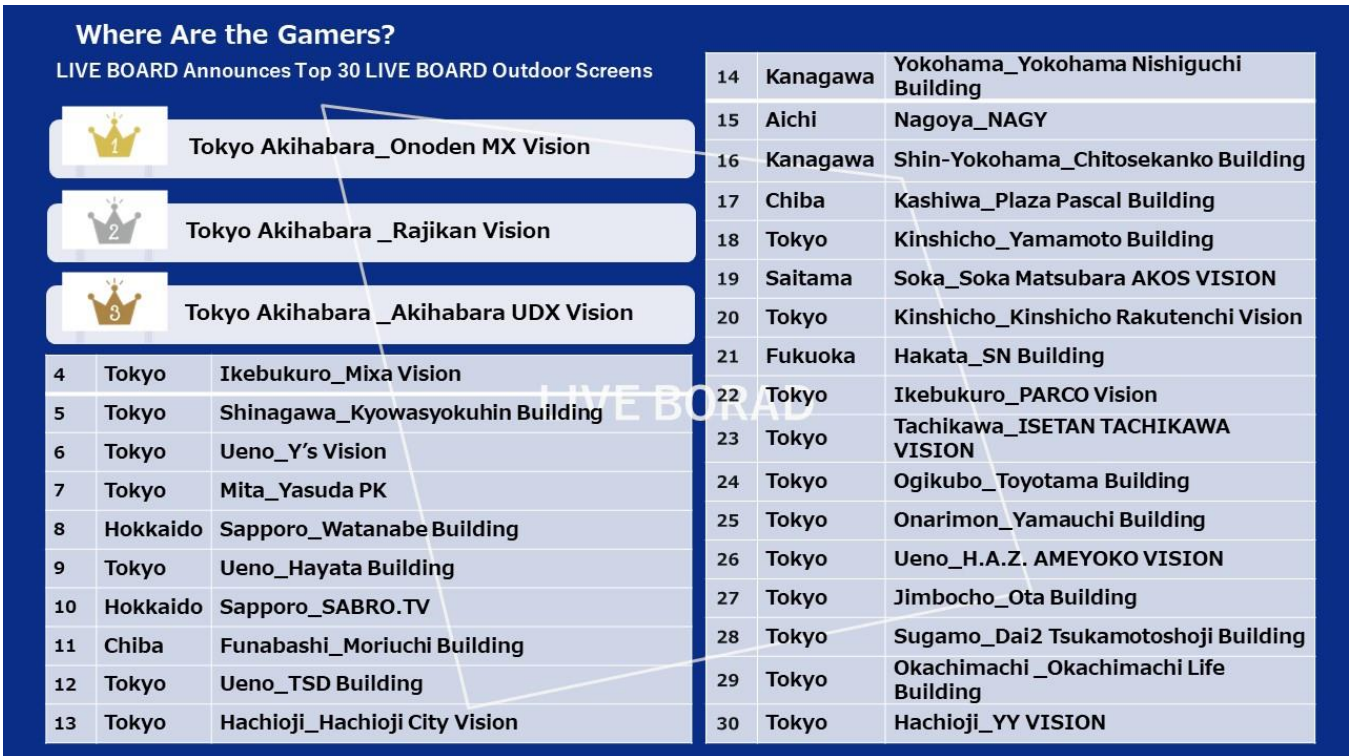 Where Are the Gamers?
LIVE BOARD Announces Top 30 LIVE BOARD Outdoor Screens
1 Tokyo Akihabara_Onoden MX Vision
2 Tokyo Akihabara _Rajikan Vision
3 Tokyo Akihabara _Akihabara UDX Vision
4 Tokyo Ikebukuro_Mixa Vision
5 Tokyo Shinagawa_Kyowasyokuhin Building
6 Tokyo Ueno_Y’s Vision
7 Tokyo Mita_Yasuda PK
8 Hokkaido Sapporo_Watanabe Building
9 Tokyo Ueno_Hayata Building
10 Hokkaido Sapporo_SABRO.TV
11 Chiba Funabashi_Moriuchi Building
12 Tokyo Ueno_TSD Building
13 Tokyo Hachioji_Hachioji City Vision
14 Kanagawa Yokohama_Yokohama Nishiguchi
Building
15 Aichi Nagoya_NAGY
16 Kanagawa Shin-Yokohama_Chitosekanko Building
17 Chiba Kashiwa_Plaza Pascal Building
18 Tokyo Kinshicho_Yamamoto Building
19 Saitama Soka_Soka Matsubara AKOS VISION
20 Tokyo Kinshicho_Kinshicho Rakutenchi Vision
21 Fukuoka Hakata_SN Building
22 Tokyo Ikebukuro_PARCO Vision
23 Tokyo Tachikawa_ISETAN TACHIKAWA
VISION
24 Tokyo Ogikubo_Toyotama Building
25 Tokyo Onarimon_Yamauchi Building
26 Tokyo Ueno_H.A.Z. AMEYOKO VISION
27 Tokyo Jimbocho_Ota Building
28 Tokyo Sugamo_Dai2 Tsukamotoshoji Building
29 Tokyo Okachimachi _Okachimachi Life
Building
30 Tokyo Hachioji_YY VISION
LIVE BORAD